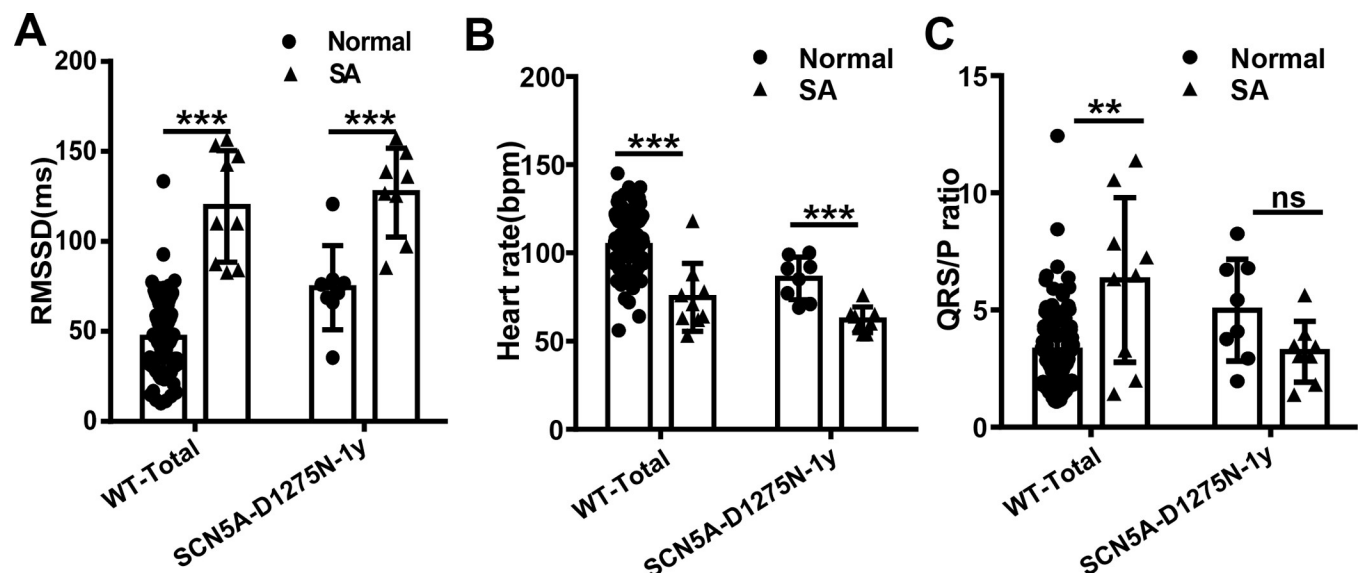 A
Normal
SA
RMSSD(ms)
200
150
100
50
0
***
***
WT-Total
SCN5A-D1275N-1y
B
Normal
SA
Heart rate(bpm)
200
150
100
50
0
***
***
WT-Total
SCN5A-D1275N-1y
C
Normal
SA
QRS/P ratio
15
10
5
0
**
ns
WT-Total
SCN5A-D1275N-1y